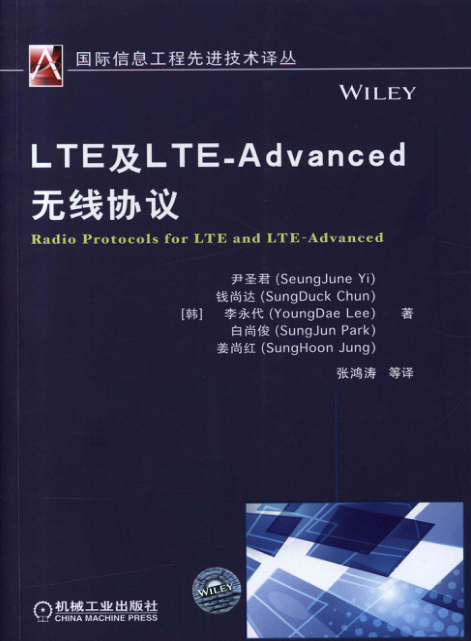 国际信息工程先进技术译丛
WILEY
LTE及LTE-Advanced
无线协议
Radio Protocols for LTE and LTE-Advanced
尹圣君 (SeungJune Yi)
钱尚达 (SungDuck Chun)
[韩] 李永代 (YoungDae Lee) 著
白尚俊 (SungJun Park)
姜尚红 (SungHoon Jung)
张鸿涛 等译
WILEY
机械工业出版社
CHINA MACHINE PRESS